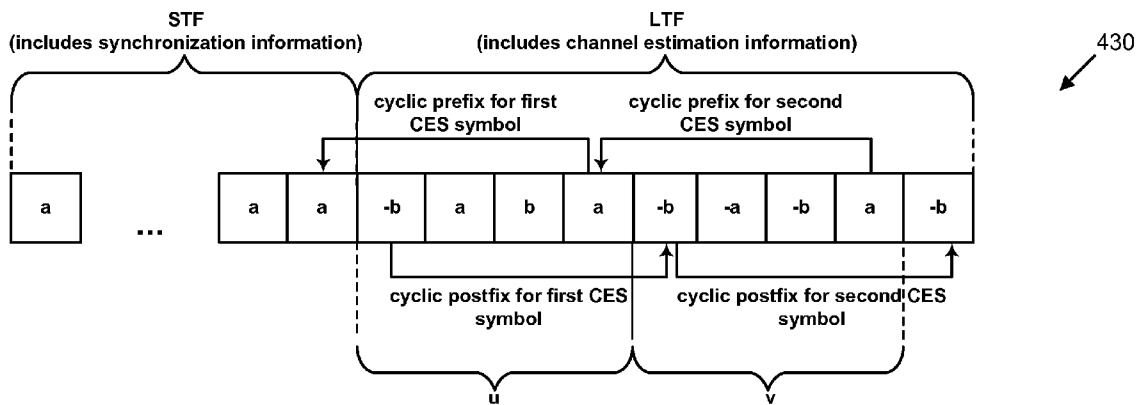 STF
(includes synchronization information)
LTF
(includes channel estimation information)
430
cyclic prefix for first
CES symbol
cyclic prefix for second
CES symbol
a ... a a -b a b a -b -a -b a -b
cyclic postfix for first CES
symbol
cyclic postfix for second CES
symbol
u
v